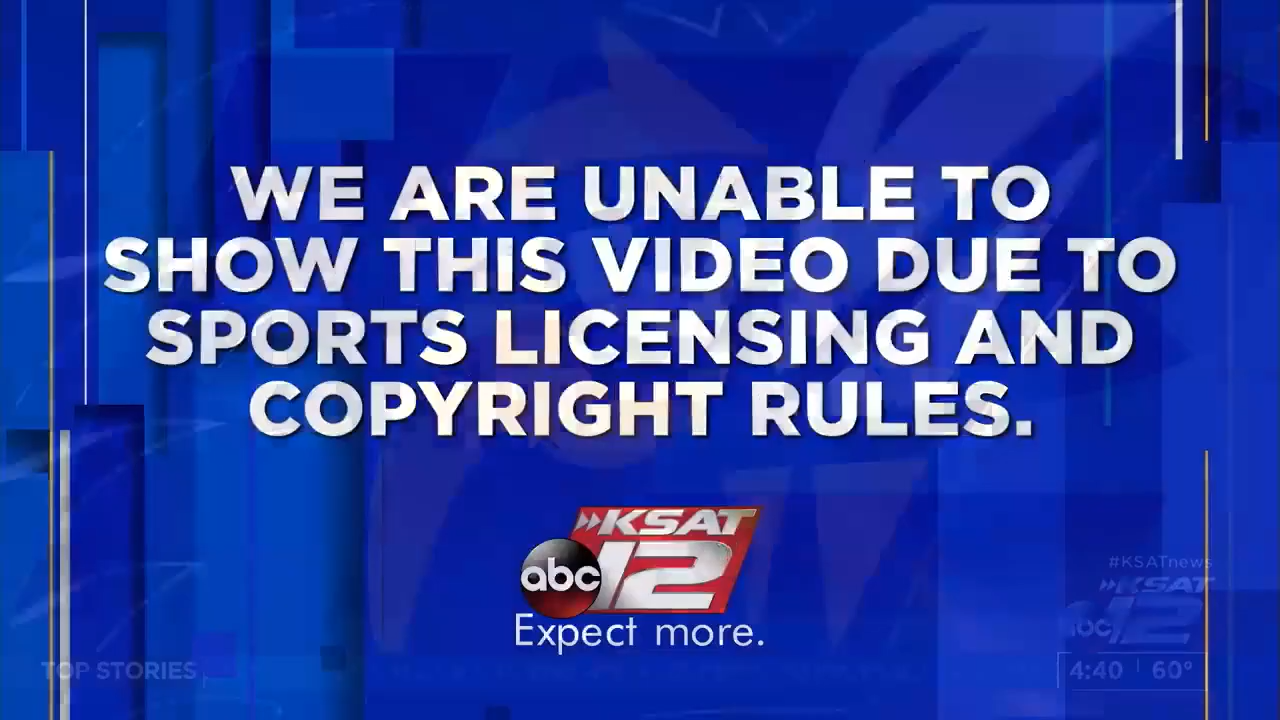 WE ARE UNABLE TO
SHOW THIS VIDEO DUE TO
SPORTS LICENSING AND
COPYRIGHT RULES.
KSAT
abc 12
Expect more.
#KSATnews
KSAT
abc 12
TOP STORIES
4:40 60°